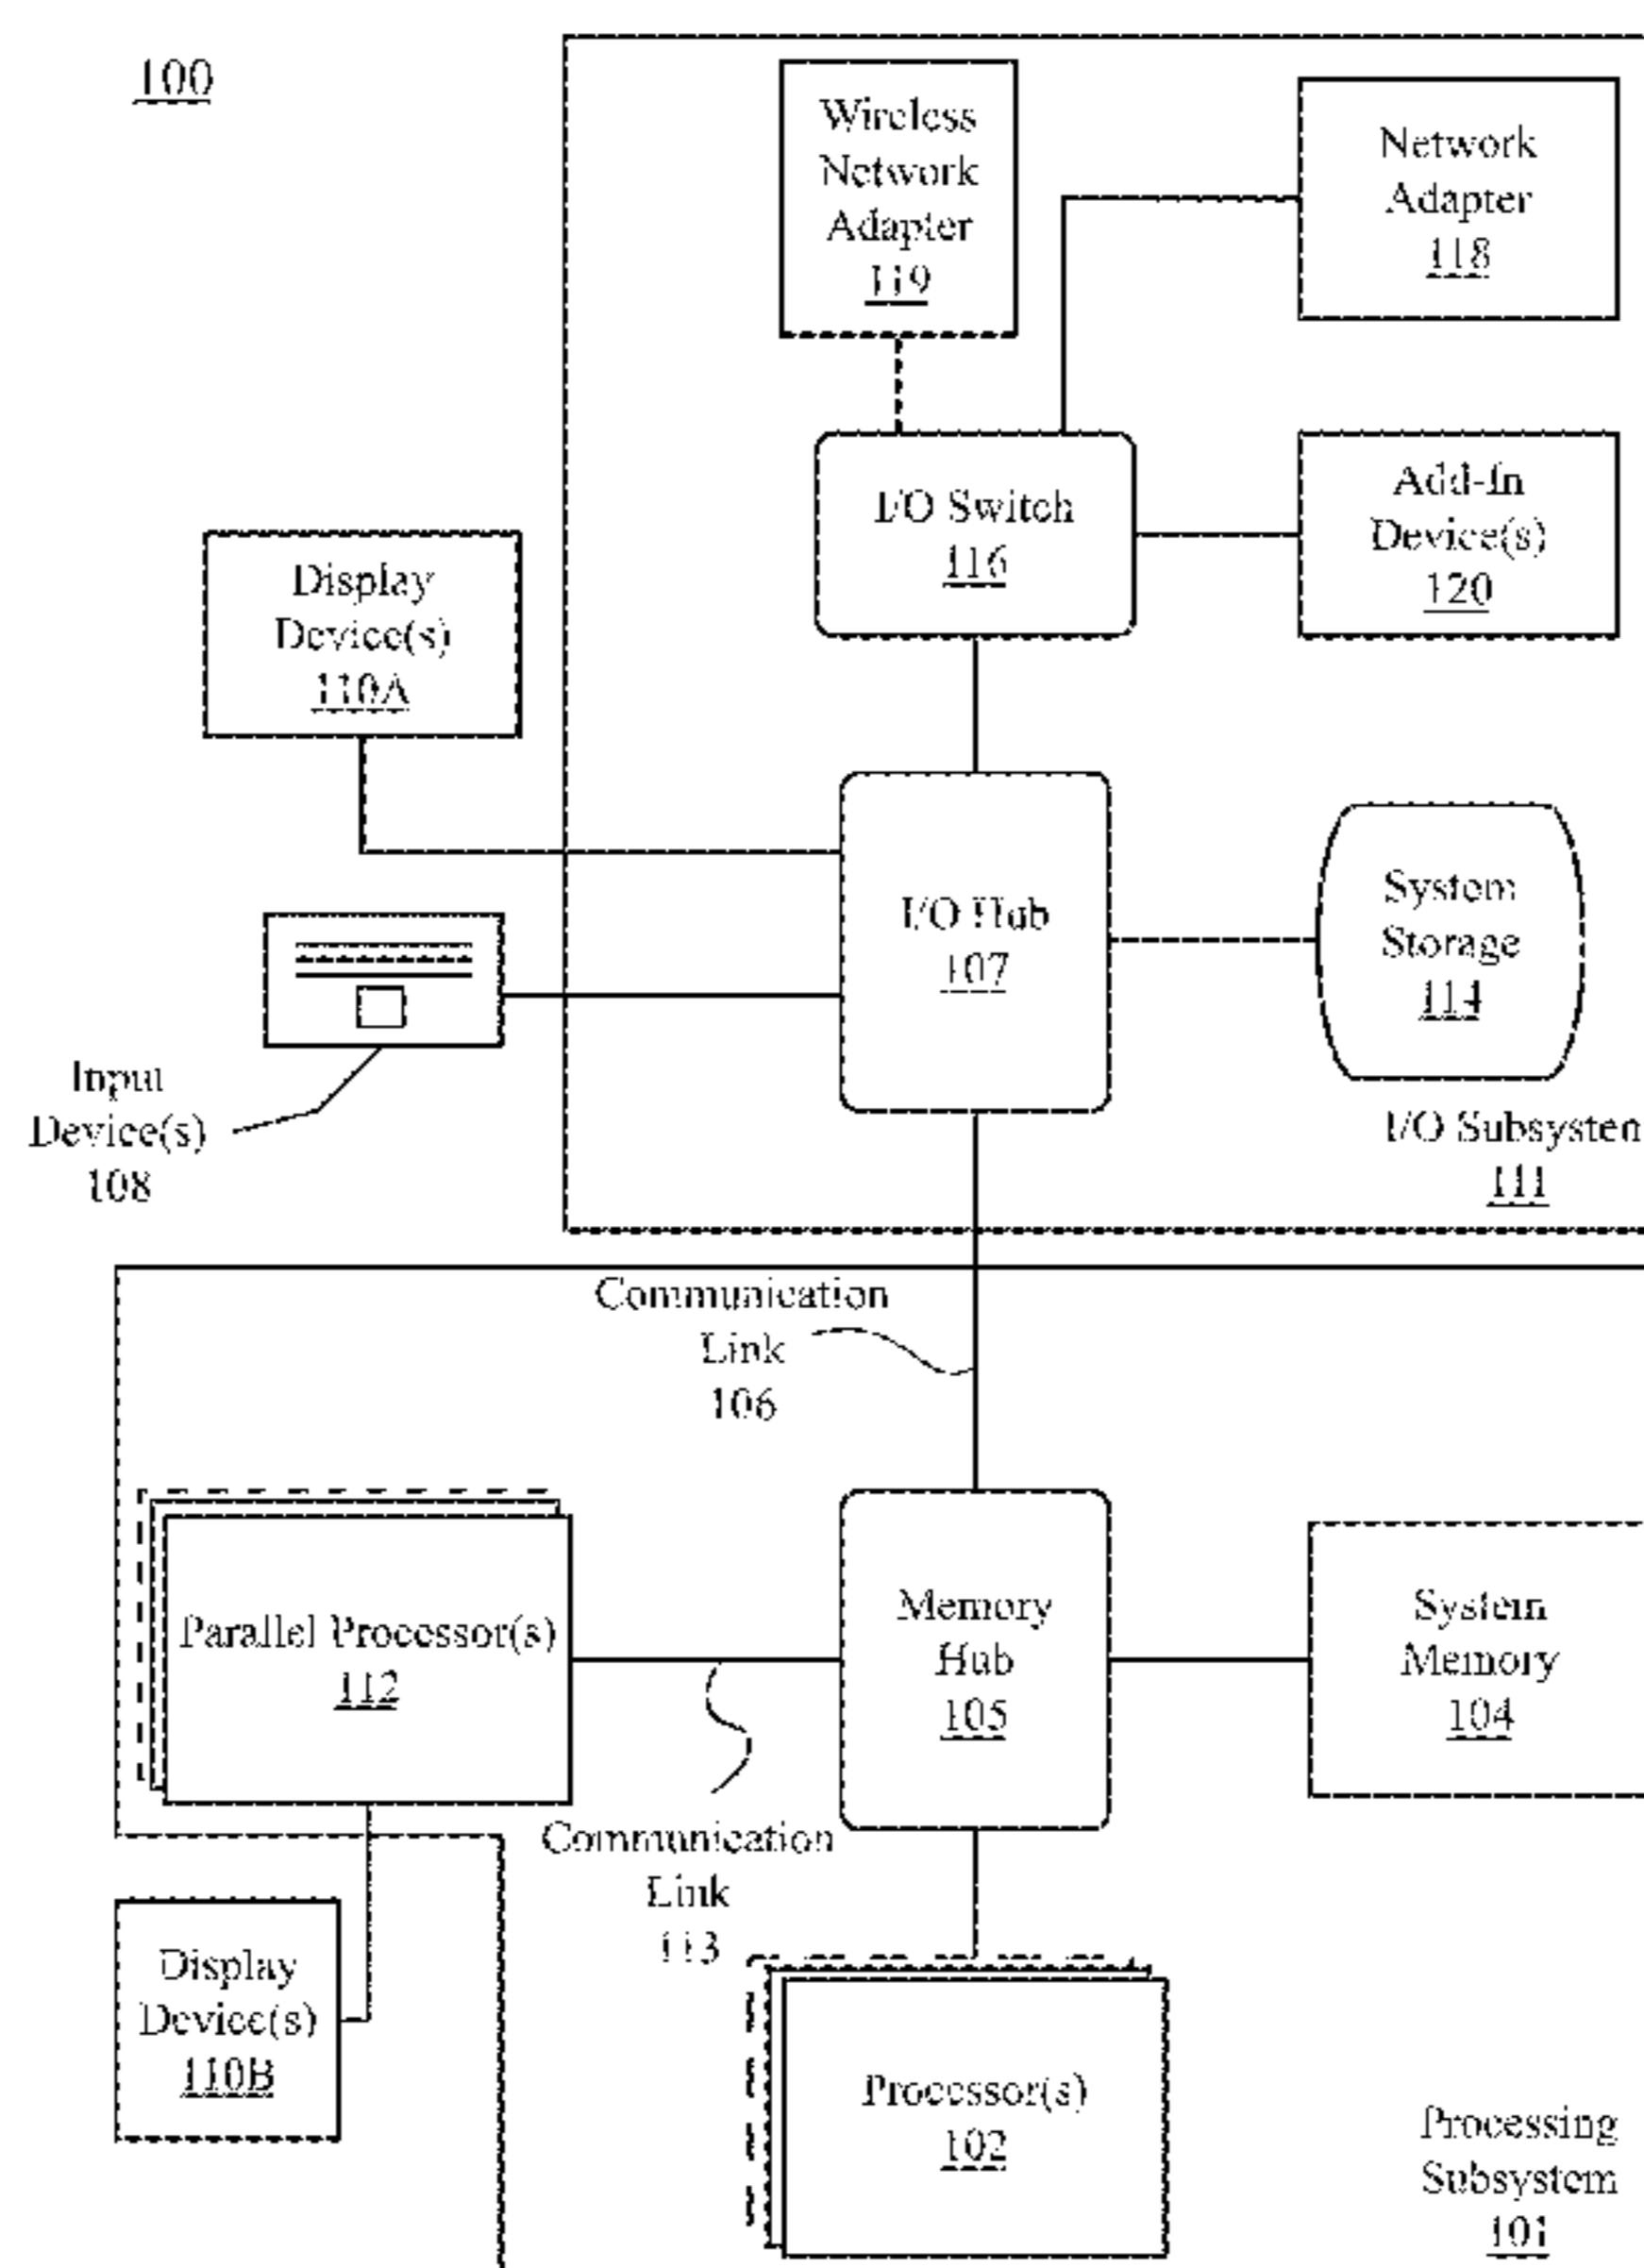 100
Wireless
Network
Adapter
119
Network
Adapter
118
I/O Switch
116
Add-In
Device(s)
120
Display
Device(s)
110A
I/O Hub
107
System
Storage
114
Input
Device(s)
108
I/O Subsysten
111
Communication
Link
106
Parallel Processor(s)
112
Memory
Hub
105
System
Memory
104
Communication
Link
113
Display
Device(s)
110B
Processor(s)
102
Processing
Subsystem
101